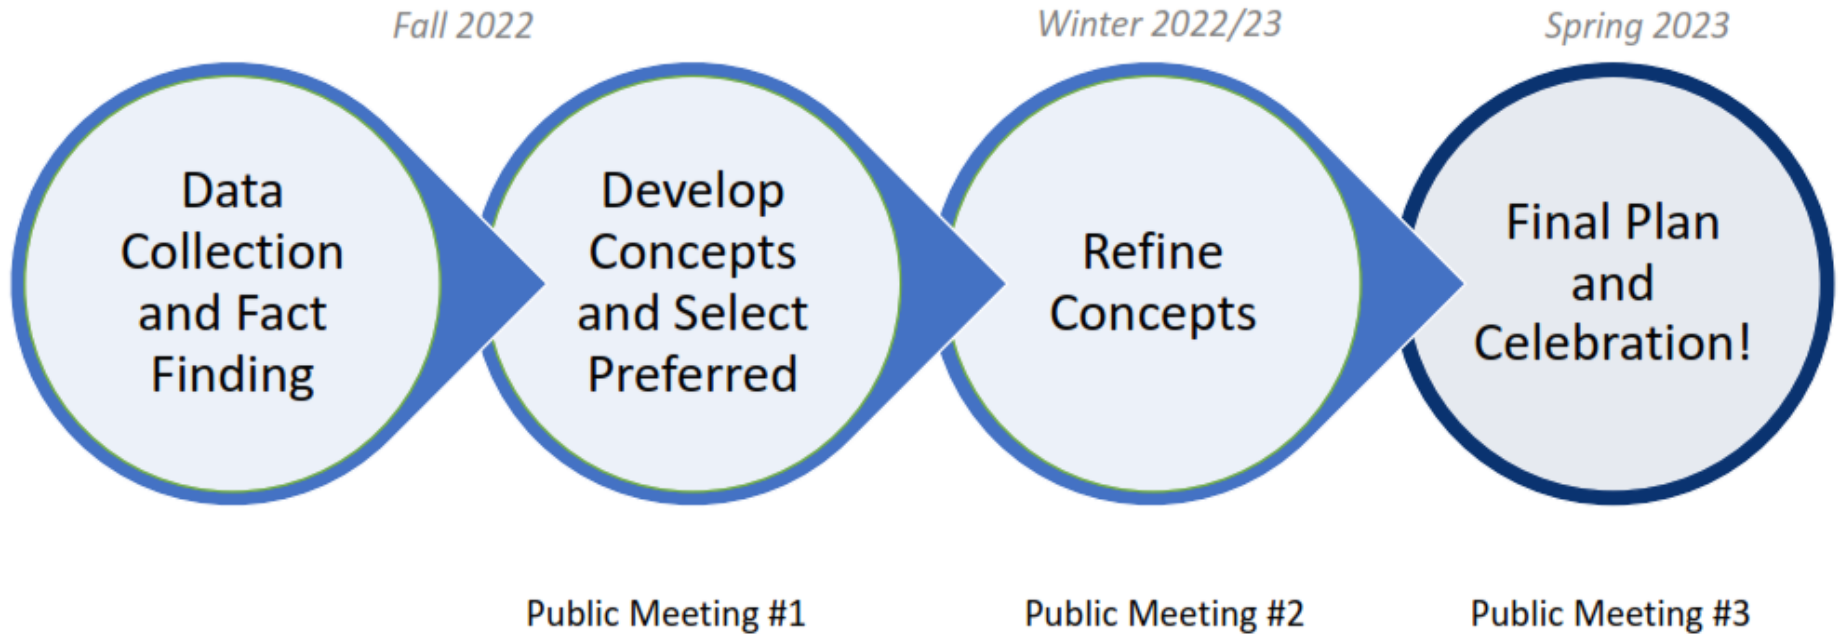 Fall 2022
Winter 2022/23
Spring 2023
Data
Collection
and Fact
Finding
Develop
Concepts
and Select
Preferred
Refine
Concepts
Final Plan
and
Celebration!
Public Meeting #1
Public Meeting #2
Public Meeting #3